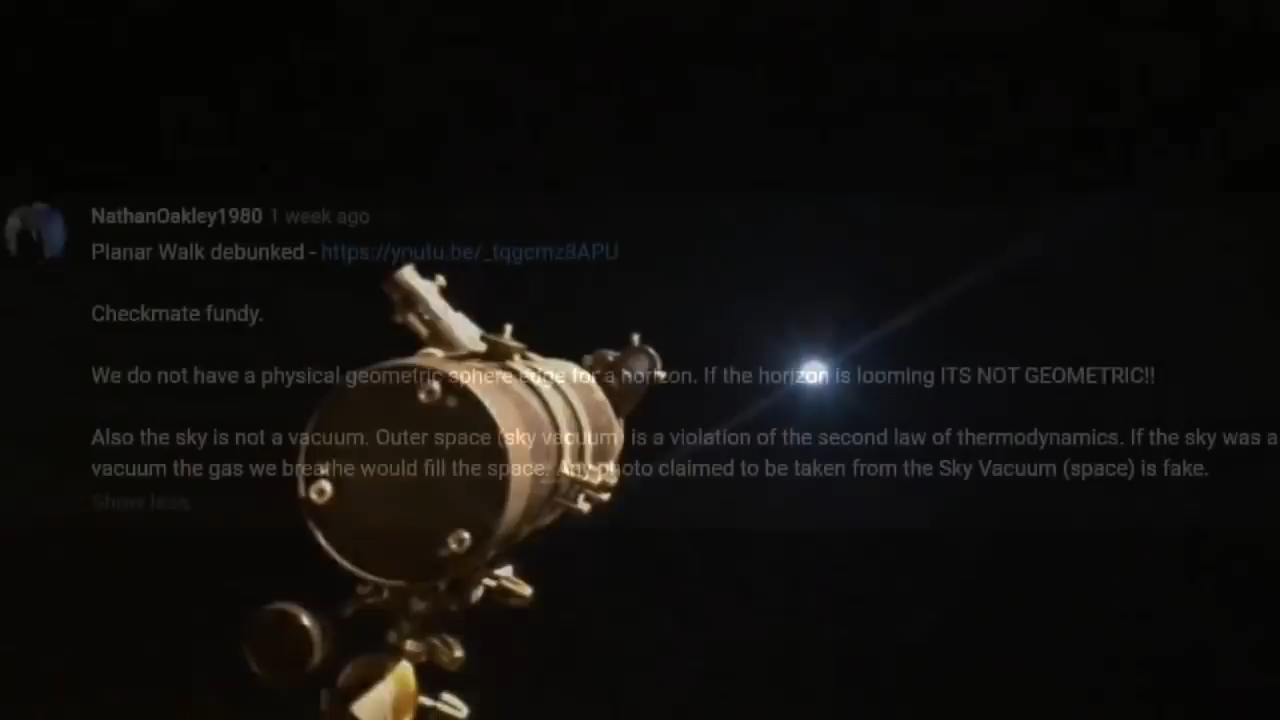 NathanOakley1980 1 week ago
Planar Walk debunked - https://youtu.be/_tqgcmz8APU
Checkmate fundy.
We do not have a physical geometric sphere edge for a horizon. If the horizon is looming ITS NOT GEOMETRIC!!
Also the sky is not a vacuum. Outer space (sky vacuum) is a violation of the second law of thermodynamics. If the sky was a
vacuum the gas we breathe would fill the space. Any photo claimed to be taken from the Sky Vacuum (space) is fake.
Show less